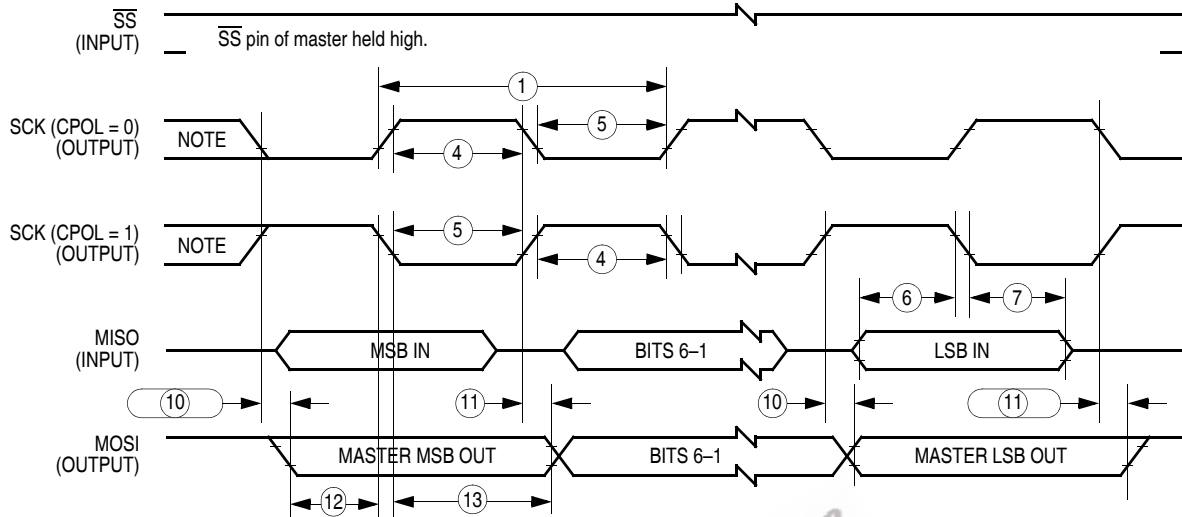 SS
(INPUT)
SS pin of master held high.
1
SCK (CPOL = 0)
(OUTPUT)
NOTE
5
4
SCK (CPOL = 1)
(OUTPUT)
NOTE
5
4
6
7
MISO
(INPUT)
MSB IN
BITS 6–1
LSB IN
10
11
10
11
MOSI
(OUTPUT)
MASTER MSB OUT
BITS 6–1
MASTER LSB OUT
12
13